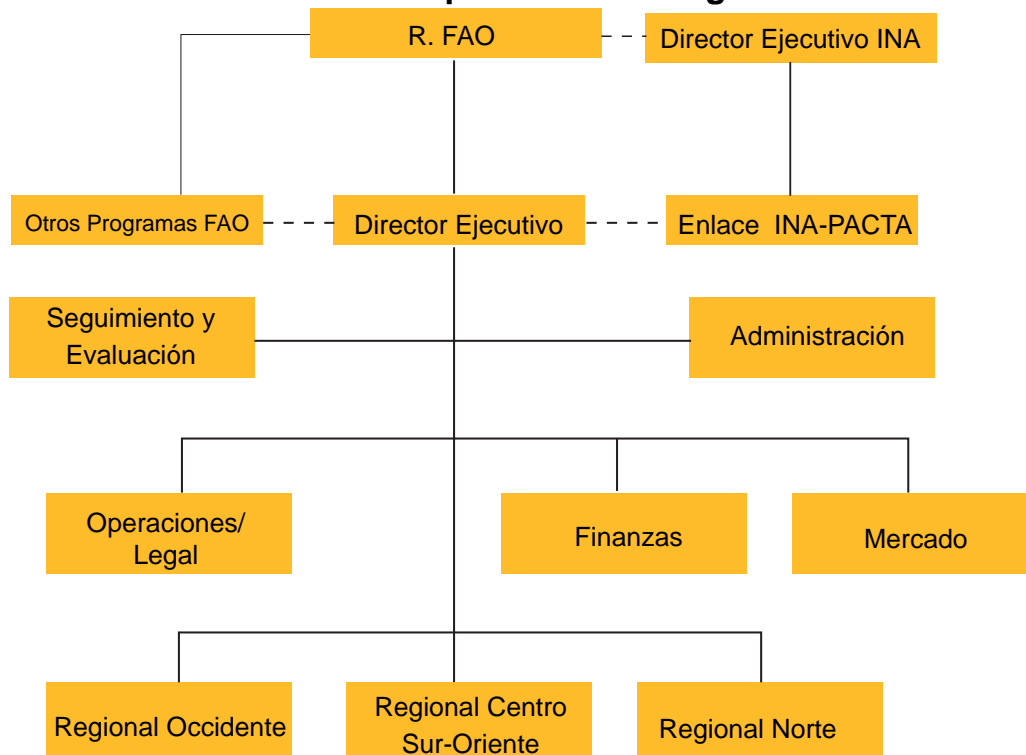 R. FAO
Director Ejecutivo INA
Otros Programas FAO
Director Ejecutivo
Enlace INA-PACTA
Seguimiento y
Evaluación
Administración
Operaciones/
Legal
Finanzas
Mercado
Regional Occidente
Regional Centro
Sur-Oriente
Regional Norte